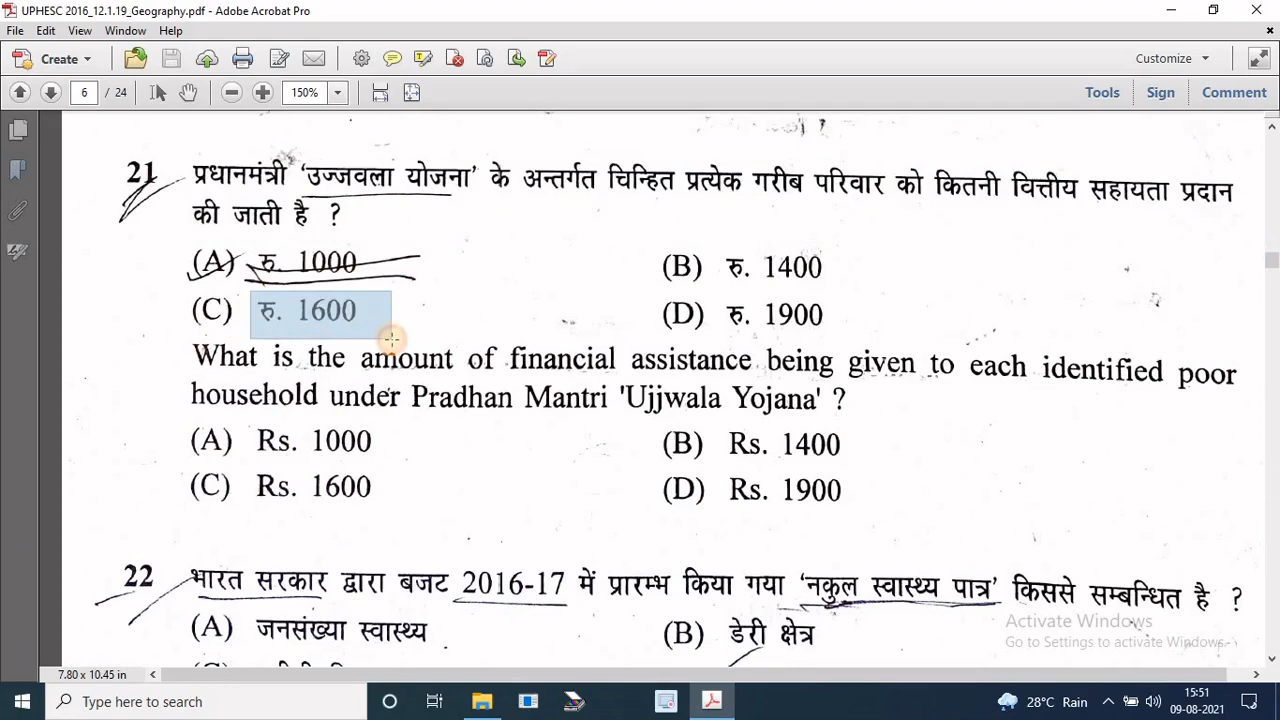 UPHESC 2016_12.1.19_Geography.pdf - Adobe Acrobat Pro
File Edit View Window Help
Create Customize
6 / 24 150% Tools Sign Comment
21 प्रधानमंत्री 'उज्जवला योजना' के अन्तर्गत चिन्हित प्रत्येक गरीब परिवार को कितनी वित्तीय सहायता प्रदान
की जाती है ?
(A) रु. 1000 (B) रु. 1400
(C) रु. 1600 (D) रु. 1900
What is the amount of financial assistance being given to each identified poor
household under Pradhan Mantri 'Ujjwala Yojana' ?
(A) Rs. 1000 (B) Rs. 1400
(C) Rs. 1600 (D) Rs. 1900
22 भारत सरकार द्वारा बजट 2016-17 में प्रारम्भ किया गया 'नकुल स्वास्थ्य पात्र' किससे सम्बन्धित है ?
(A) जनसंख्या स्वास्थ्य (B) डेरी क्षेत्र
Activate Windows
Go to Settings to activate Windows.
7.80 x 10.45 in
Type here to search 28°C Rain 15:51
09-08-2021